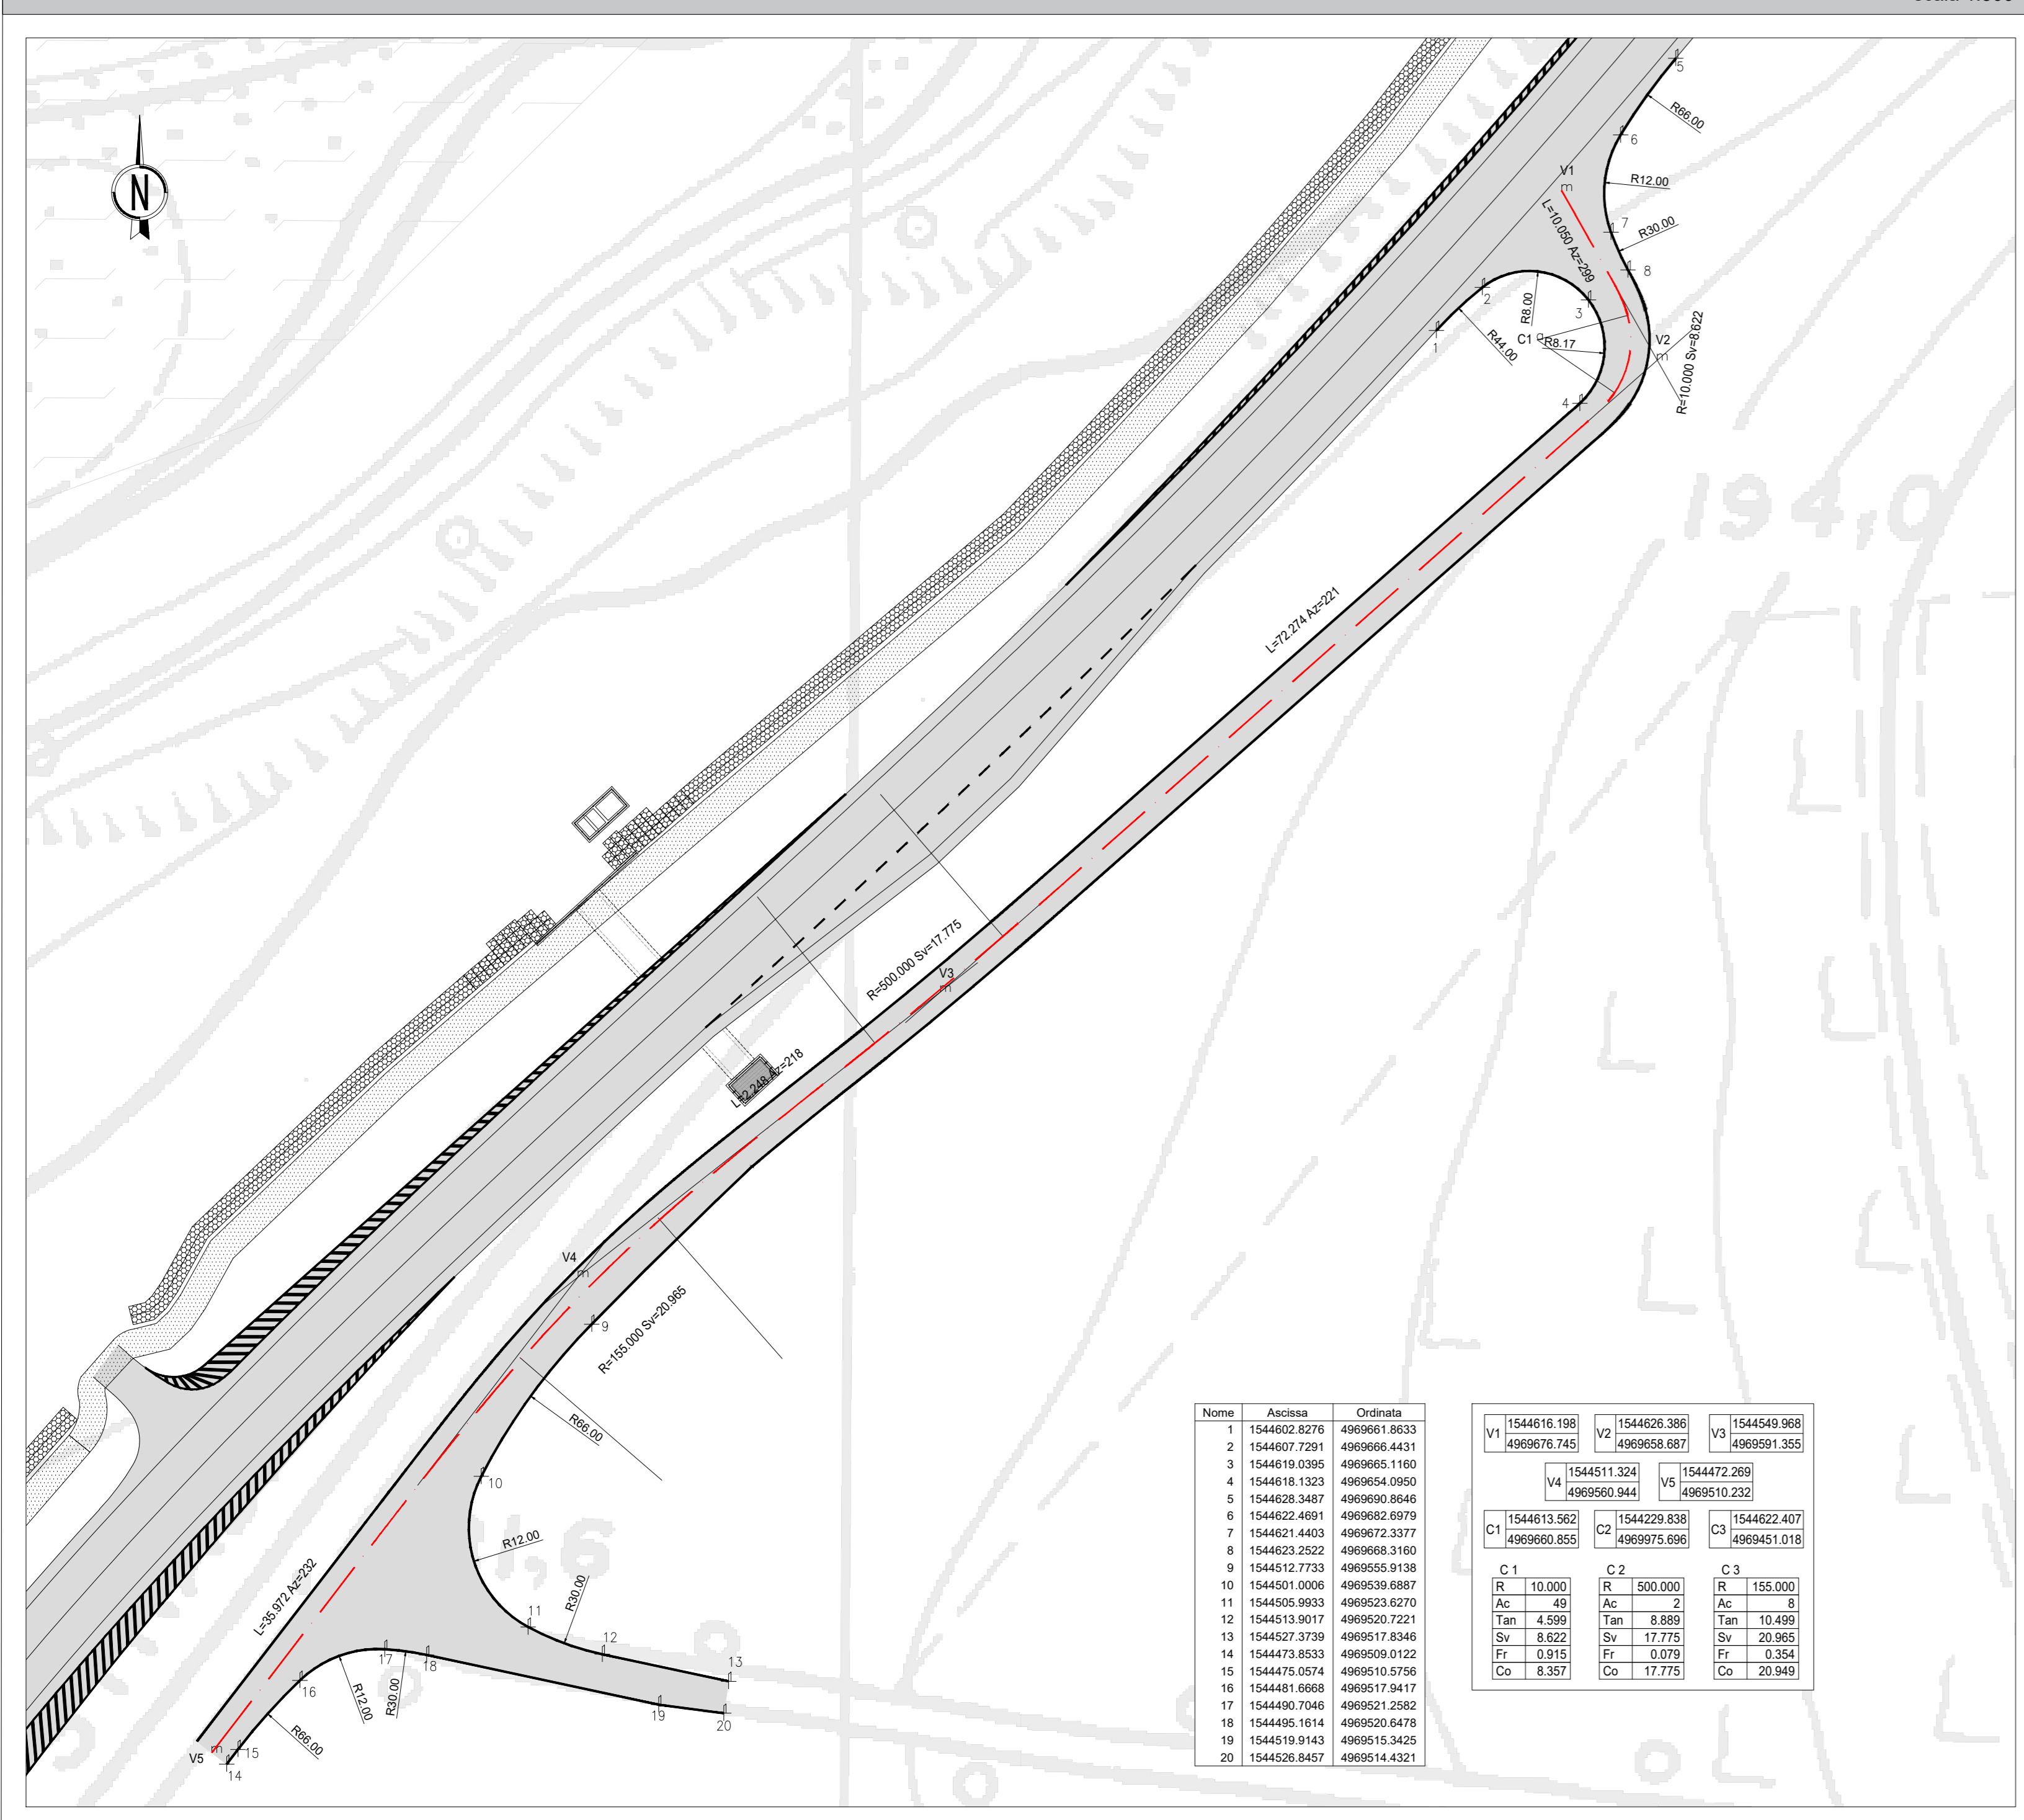 N
5
R66.00
6
V1
m
R12.00
7
R30.00
L=10.050 Az=299
8
2
R8.00
3
1
R44.00
C1
R8.17
V2
m
R=10.000 Sv=8.622
4
194,0
L=72.274 Az=221
R=500.000 Sv=17.775
V3
m
L=2.248 Az=218
V4
m
9
R=155.000 Sv=20.965
R66.00
10
R12.00
1,6
L=35.972 Az=232
11
R30.00
12
13
17
18
16
R12.00
R30.00
19
20
R66.00
V5
m
15
14
Nome Ascissa Ordinata
1 1544602.8276 4969661.8633
2 1544607.7291 4969666.4431
3 1544619.0395 4969665.1160
4 1544618.1323 4969654.0950
5 1544628.3487 4969690.8646
6 1544622.4691 4969682.6979
7 1544621.4403 4969672.3377
8 1544623.2522 4969668.3160
9 1544512.7733 4969555.9138
10 1544501.0006 4969539.6887
11 1544505.9933 4969523.6270
12 1544513.9017 4969520.7221
13 1544527.3739 4969517.8346
14 1544473.8533 4969509.0122
15 1544475.0574 4969510.5756
16 1544481.6668 4969517.9417
17 1544490.7046 4969521.2582
18 1544495.1614 4969520.6478
19 1544519.9143 4969515.3425
20 1544526.8457 4969514.4321
V1 1544616.198 4969676.745
V2 1544626.386 4969658.687
V3 1544549.968 4969591.355
V4 1544511.324 4969560.944
V5 1544472.269 4969510.232
C1 1544613.562 4969660.855
C2 1544229.838 4969975.696
C3 1544622.407 4969451.018
C 1
R 10.000
Ac 49
Tan 4.599
Sv 8.622
Fr 0.915
Co 8.357
C 2
R 500.000
Ac 2
Tan 8.889
Sv 17.775
Fr 0.079
Co 17.775
C 3
R 155.000
Ac 8
Tan 10.499
Sv 20.965
Fr 0.354
Co 20.949